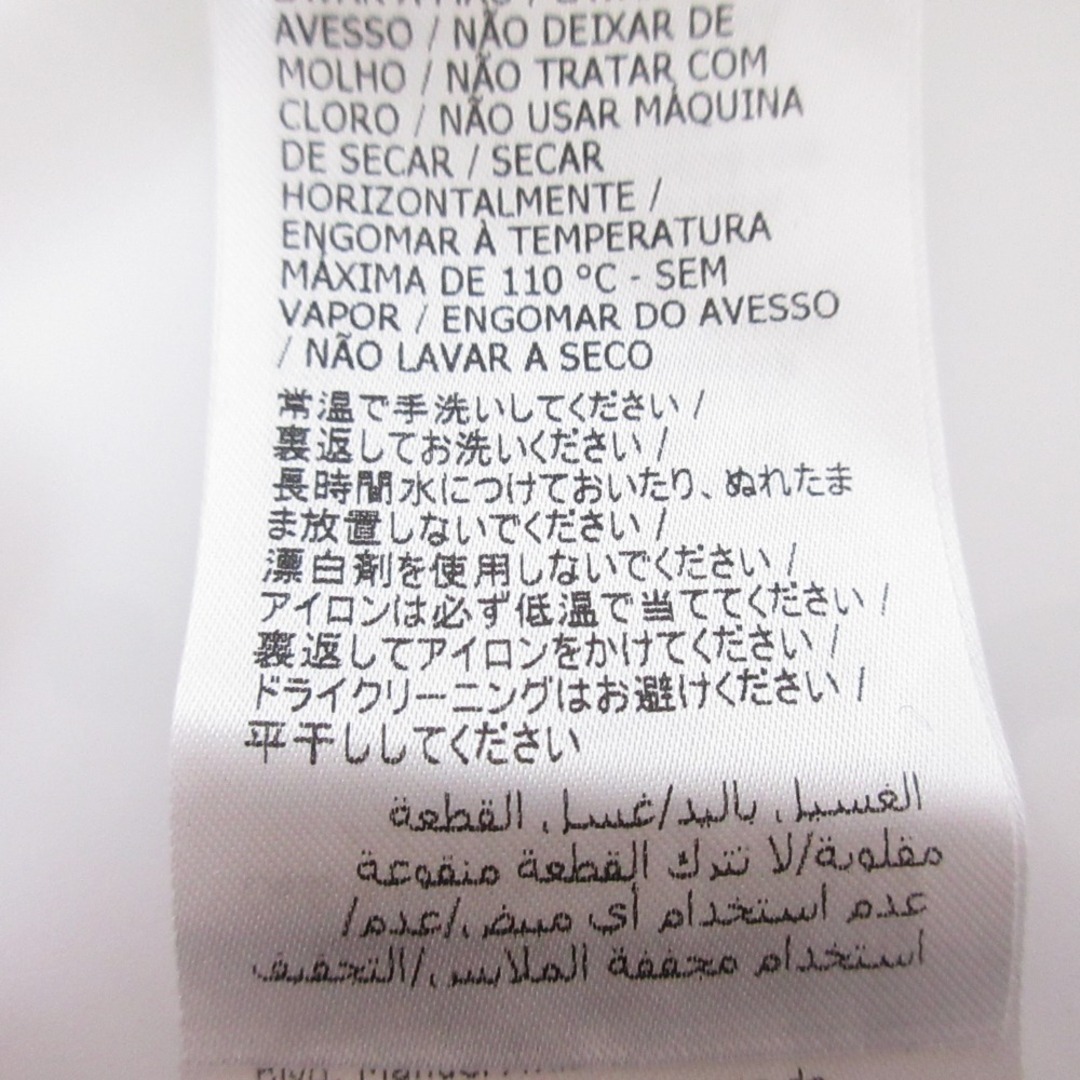 AVESSO / NÃO DEIXAR DE
MOLHO / NÃO TRATAR COM
CLORO / NÃO USAR MÁQUINA
DE SECAR / SECAR
HORIZONTALMENTE /
ENGOMAR À TEMPERATURA
MÁXIMA DE 110 °C - SEM
VAPOR / ENGOMAR DO AVESSO
/ NÃO LAVAR A SECO
常温で手洗いしてください /
裏返してお洗いください /
長時間水につけておいたり、ぬれたま
ま放置しないでください /
漂白剤を使用しないでください /
アイロンは必ず低温で当ててください /
裏返してアイロンをかけてください /
ドライクリーニングはお避けください /
平干ししてください
الغسيل باليد/غسل القطعة
مقلوبة/لا تترك القطعة منقوعة
عدم استخدام أي مبيض/عدم/
استخدام مجففة الملابس/التجفيف